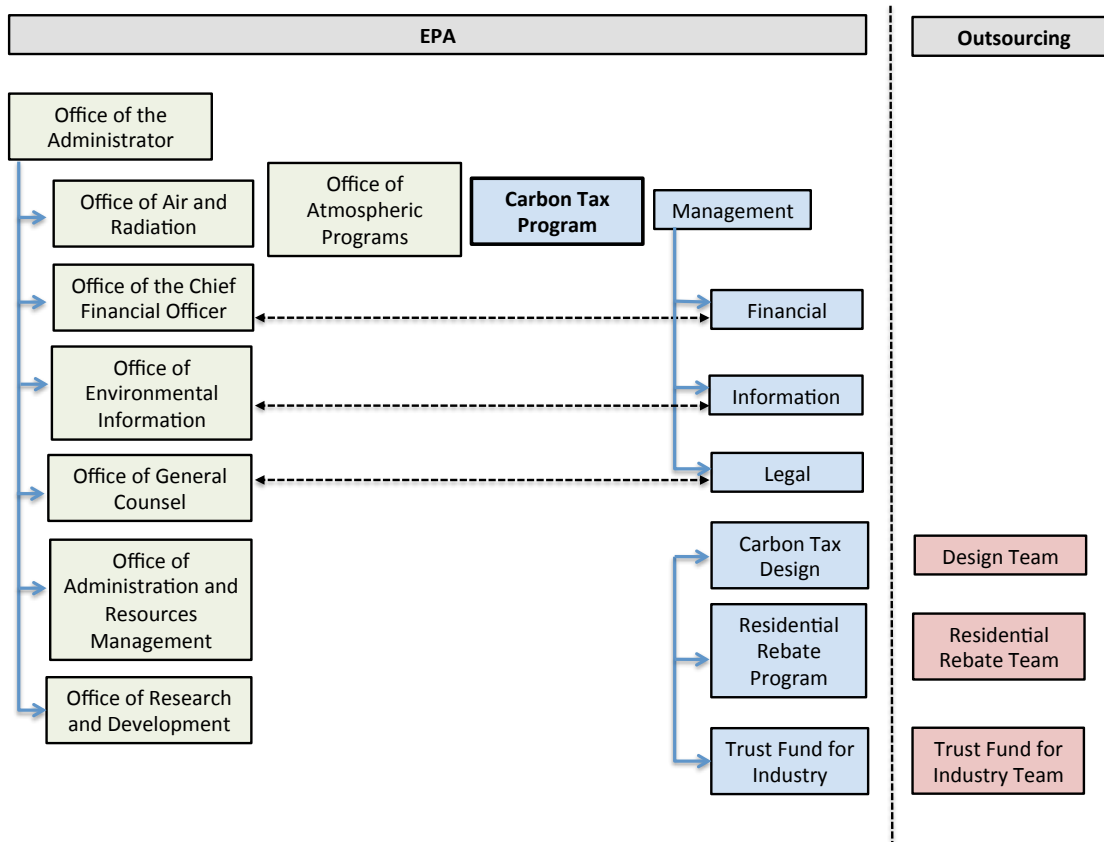 EPA
Outsourcing
Office of the
Administrator
Office of Air and
Radiation
Office of
Atmospheric
Programs
Carbon Tax
Program
Management
Office of the Chief
Financial Officer
Financial
Office of
Environmental
Information
Information
Office of General
Counsel
Legal
Office of
Administration and
Resources
Management
Carbon Tax
Design
Design Team
Residential
Rebate
Program
Residential
Rebate Team
Office of Research
and Development
Trust Fund for
Industry
Trust Fund for
Industry Team